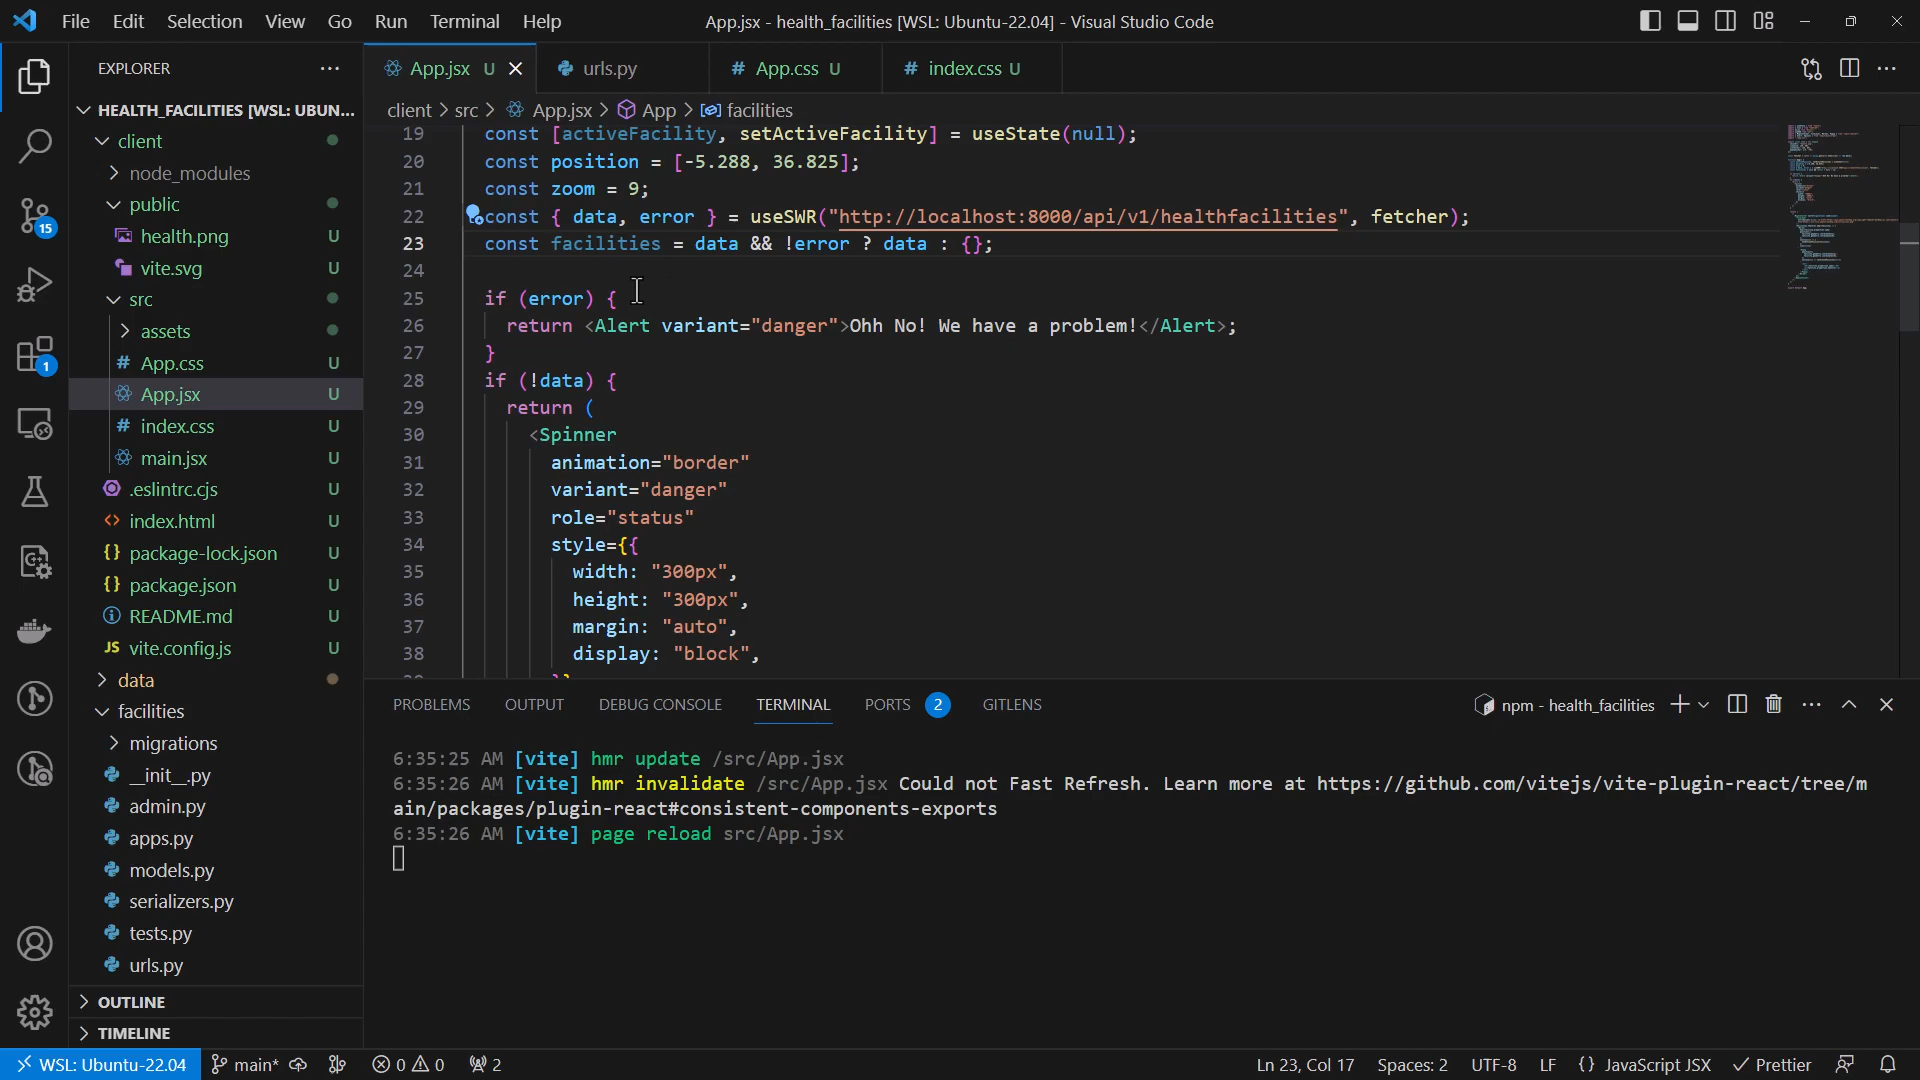 File Edit Selection View Go Run Terminal Help
App.jsx - health_facilities [WSL: Ubuntu-22.04] - Visual Studio Code
EXPLORER
HEALTH_FACILITIES [WSL: UBUN...
client
node_modules
public
health.png U
vite.svg U
src
assets
App.css U
App.jsx U
index.css U
main.jsx U
.eslintrc.cjs U
index.html U
package-lock.json U
package.json U
README.md U
vite.config.js U
data
facilities
migrations
__init__.py
admin.py
apps.py
models.py
serializers.py
tests.py
urls.py
OUTLINE
TIMELINE
15
1
App.jsx U
urls.py
App.css U
index.css U
client > src > App.jsx > App > facilities
19 const [activeFacility, setActiveFacility] = useState(null);
20 const position = [-5.288, 36.825];
21 const zoom = 9;
22 const { data, error } = useSWR("http://localhost:8000/api/v1/healthfacilities", fetcher);
23 const facilities = data && !error ? data : {};
24
25 if (error) {
26 return <Alert variant="danger">Ohh No! We have a problem!</Alert>;
27 }
28 if (!data) {
29 return (
30 <Spinner
31 animation="border"
32 variant="danger"
33 role="status"
34 style={{
35 width: "300px",
36 height: "300px",
37 margin: "auto",
38 display: "block",
PROBLEMS OUTPUT DEBUG CONSOLE TERMINAL PORTS 2 GITLENS
npm - health_facilities
6:35:25 AM [vite] hmr update /src/App.jsx
6:35:26 AM [vite] hmr invalidate /src/App.jsx Could not Fast Refresh. Learn more at https://github.com/vitejs/vite-plugin-react/tree/m
ain/packages/plugin-react#consistent-components-exports
6:35:26 AM [vite] page reload src/App.jsx
WSL: Ubuntu-22.04 main* 0 0 2
Ln 23, Col 17 Spaces: 2 UTF-8 LF {} JavaScript JSX Prettier